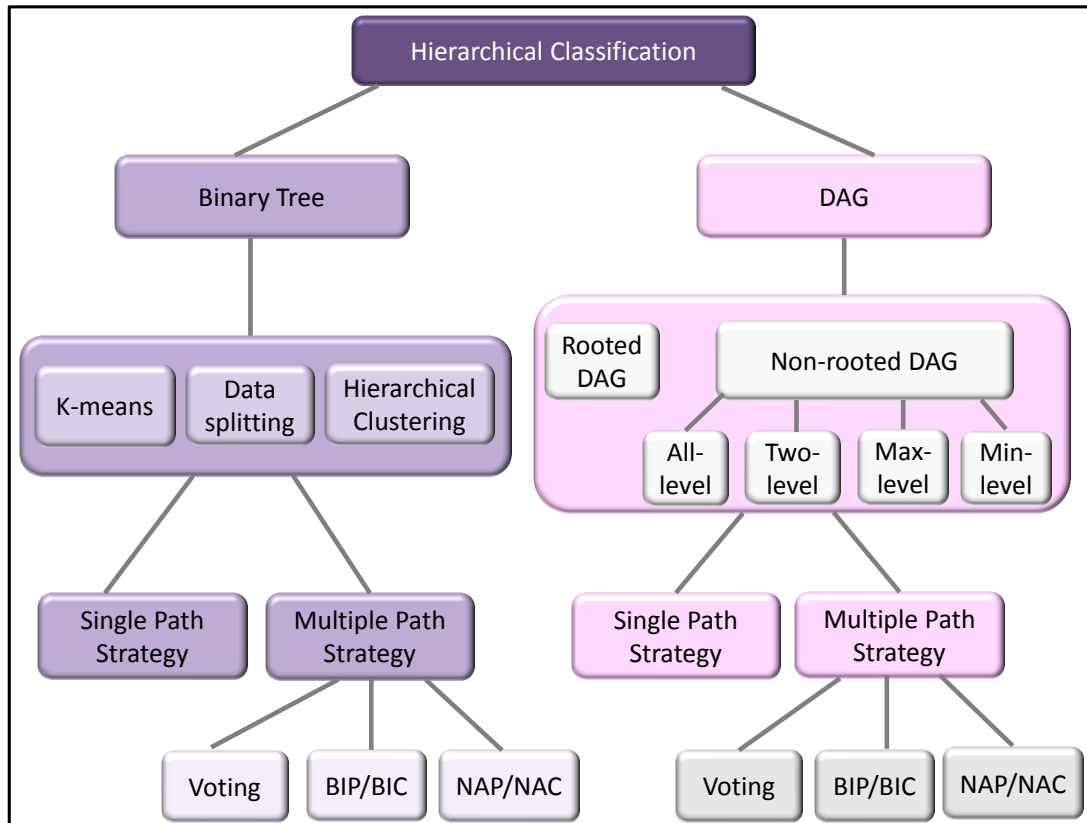 Hierarchical Classification
Binary Tree
DAG
K-means
Data
splitting
Hierarchical
Clustering
Rooted
DAG
Non-rooted DAG
All-
level
Two-
level
Max-
level
Min-
level
Single Path
Strategy
Multiple Path
Strategy
Single Path
Strategy
Multiple Path
Strategy
Voting
BIP/BIC
NAP/NAC
Voting
BIP/BIC
NAP/NAC